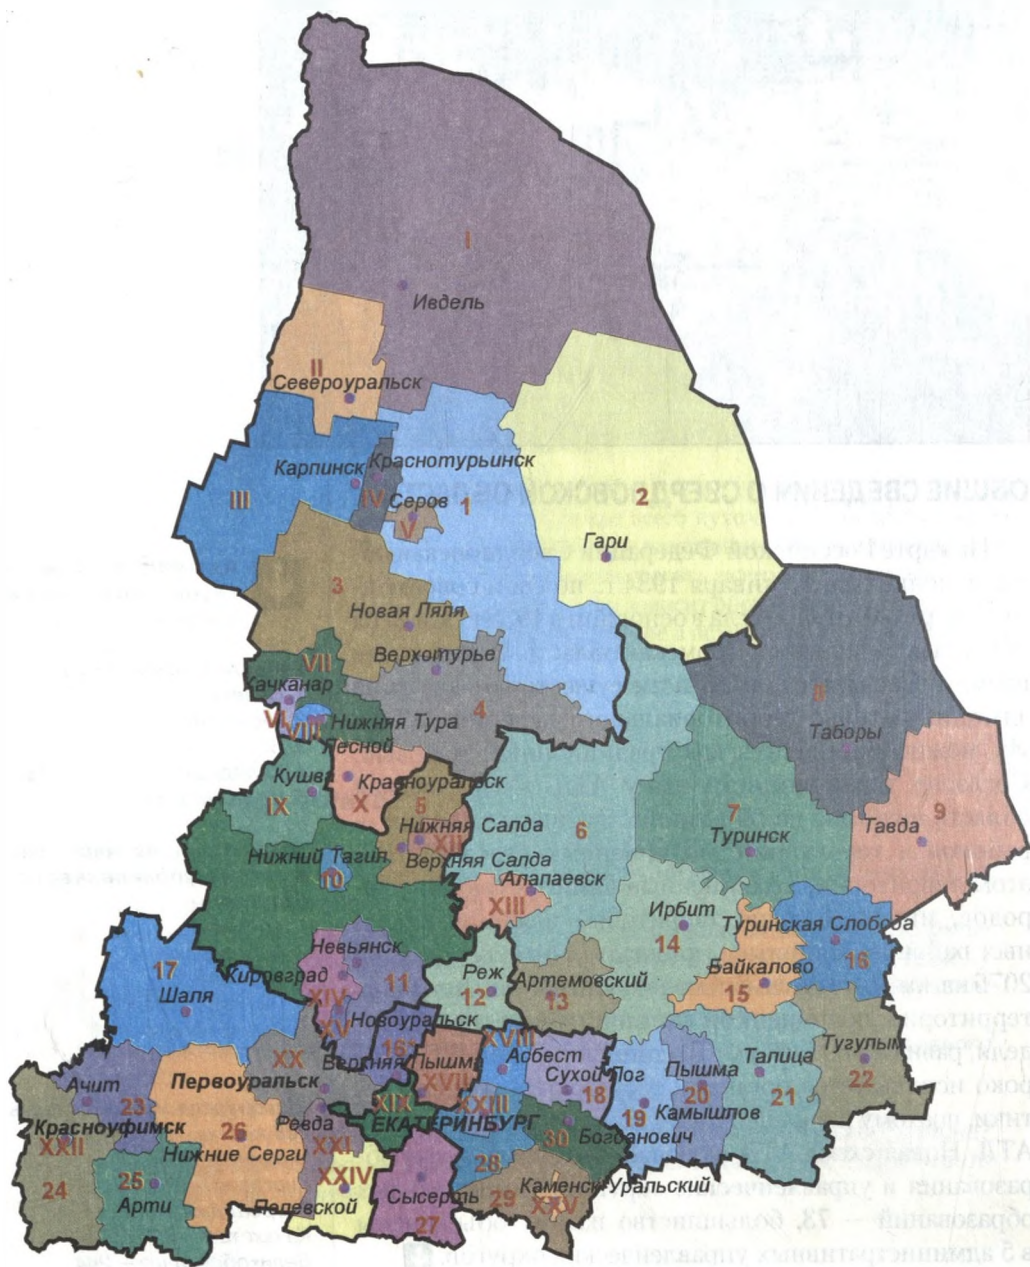 I
Ивдель
II
Североуральск
Краснотурьинск
Карпинск
III
IV
Серов
V
1
2
Гари
3
Новая Ляля
Верхотурье
VII
Качканар
VI
VIII
Нижняя Тура
4
8
Таборы
Лесной
Кушва
Красноуральск
IX
X
5
Нижняя Салда
6
7
9
Тавда
Туринск
XII
Нижний Тагил
10
Верхняя Салда
Алапаевск
XIII
Ирбит
14
Туринская Слобода
16
Невьянск
Кировград
11
Реж
12
Артемовский
13
Байкалово
15
17
Шаля
XIV
XV
Новоуральск
XVIII
Асбест
Талица
Тугулым
22
XX
Верхняя Пышма
XVII
Сухой Лог
18
Пышма
20
21
Ачит
23
Первоуральск
XIX
XXIII
19
Камышлов
Красноуфимск
XXII
26
Ревда
XXI
ЕКАТЕРИНБУРГ
30
Богданович
Нижние Серги
24
25
Арти
XXIV
Полевской
Сысерть
27
28
29
Каменск-Уральский
XXV